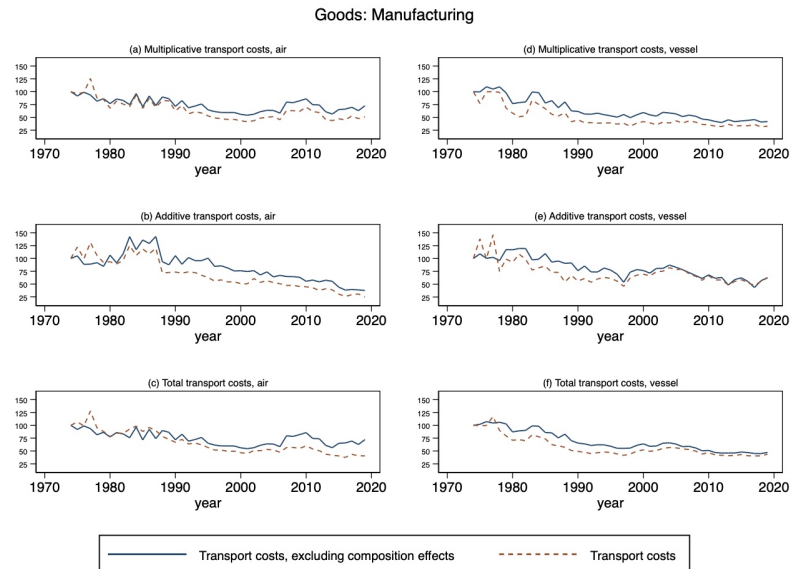 Goods: Manufacturing
(a) Multiplicative transport costs, air
150
125
100
75
50
25
1970 1980 1990 2000 2010 2020
year
(d) Multiplicative transport costs, vessel
150
125
100
75
50
25
1970 1980 1990 2000 2010 2020
year
(b) Additive transport costs, air
150
125
100
75
50
25
1970 1980 1990 2000 2010 2020
year
(e) Additive transport costs, vessel
150
125
100
75
50
25
1970 1980 1990 2000 2010 2020
year
(c) Total transport costs, air
150
125
100
75
50
25
1970 1980 1990 2000 2010 2020
year
(f) Total transport costs, vessel
150
125
100
75
50
25
1970 1980 1990 2000 2010 2020
year
Transport costs, excluding composition effects Transport costs